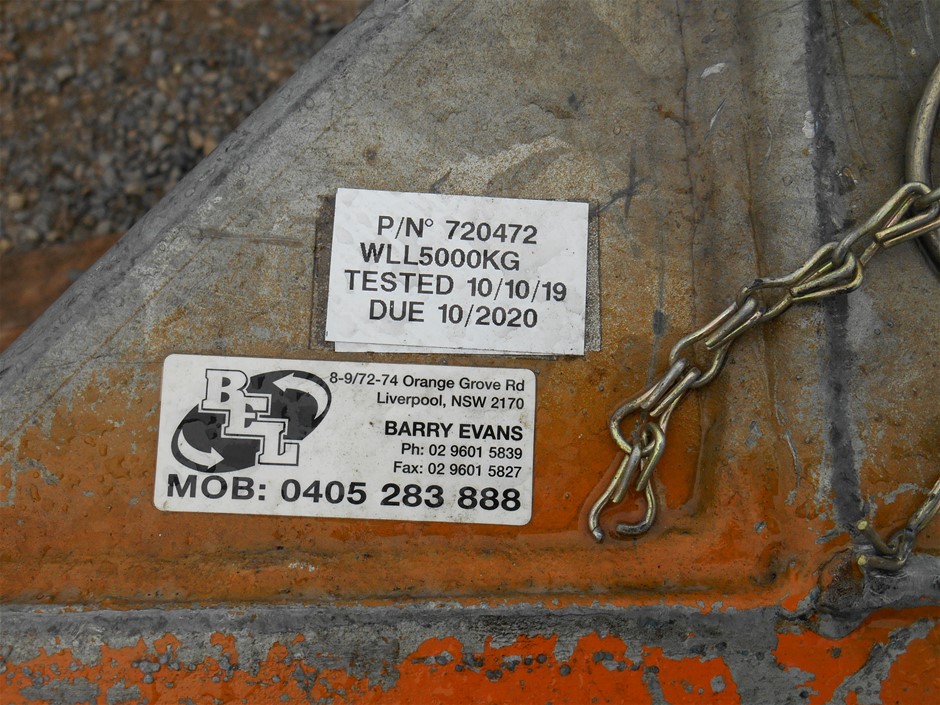 P/N° 720472
WLL5000KG
TESTED 10/10/19
DUE 10/2020
BEL
8-9/72-74 Orange Grove Rd
Liverpool, NSW 2170
BARRY EVANS
Ph: 02 9601 5839
Fax: 02 9601 5827
MOB: 0405 283 888